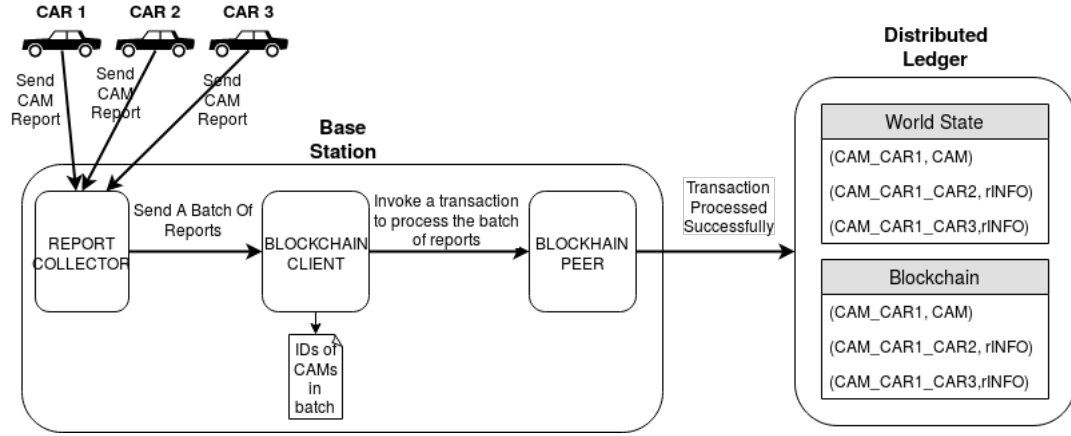 CAR 1
CAR 2
CAR 3
Send
CAM
Report
Send
CAM
Report
Send
CAM
Report
Base
Station
REPORT
COLLECTOR
Send A Batch Of
Reports
BLOCKCHAIN
CLIENT
Invoke a transaction
to process the batch
of reports
BLOCKHAIN
PEER
IDs of
CAMs
in
batch
Transaction
Processed
Successfully
Distributed
Ledger
World State
(CAM_CAR1, CAM)
(CAM_CAR1_CAR2, rINFO)
(CAM_CAR1_CAR3,rINFO)
Blockchain
(CAM_CAR1, CAM)
(CAM_CAR1_CAR2, rINFO)
(CAM_CAR1_CAR3,rINFO)